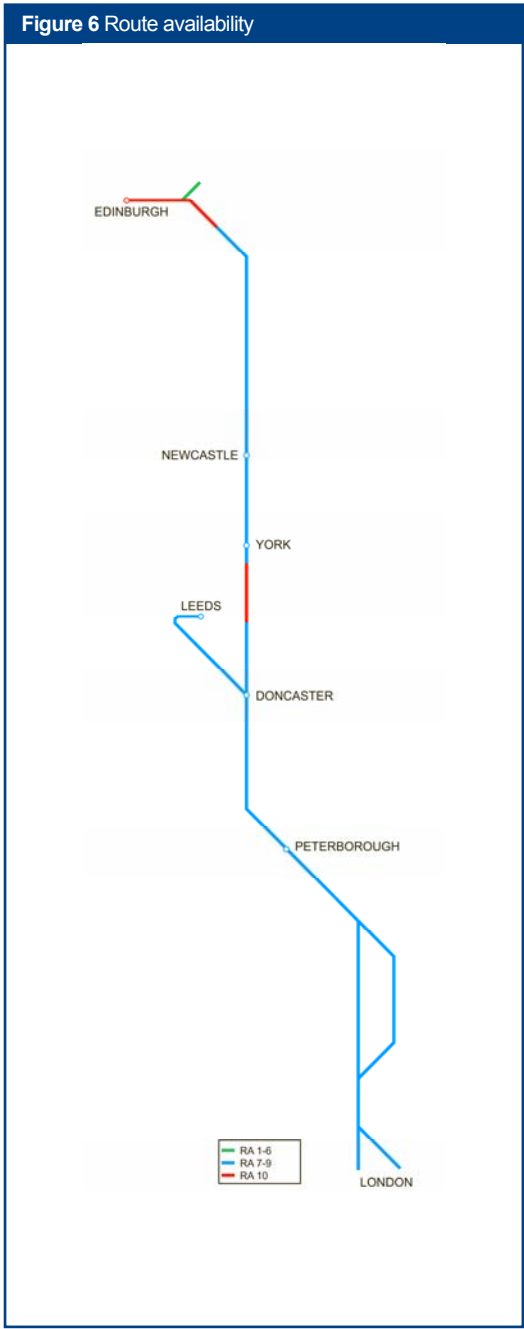 Figure 6 Route availability
EDINBURGH
NEWCASTLE
YORK
LEEDS
DONCASTER
PETERBOROUGH
RA 1-6
RA 7-9
RA 10
LONDON